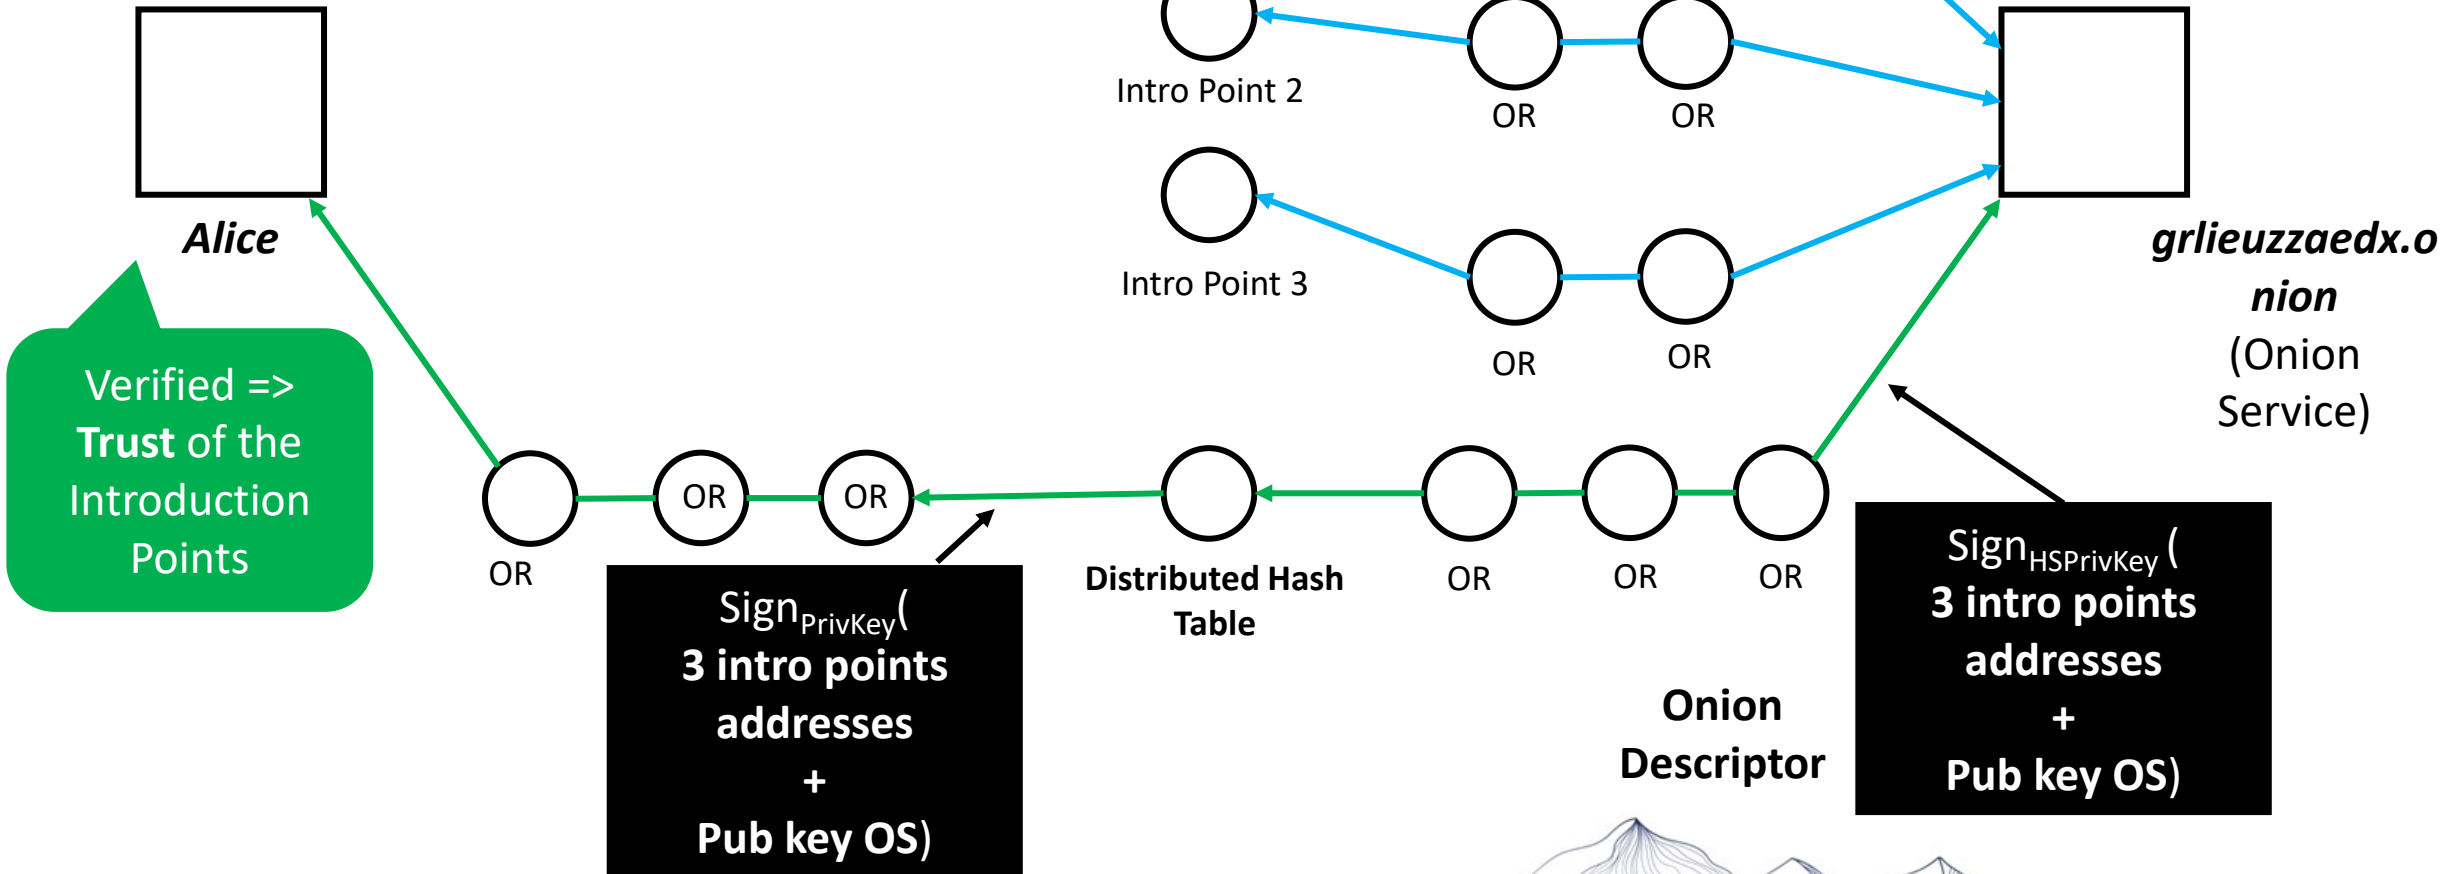 Intro Point 2
OR
OR
Alice
Intro Point 3
OR
OR
grlieuzzaedx.o
nion
(Onion
Service)
Verified =>
Trust of the
Introduction
Points
OR
OR
OR
Distributed Hash
Table
OR
OR
OR
Sign_PrivKey(
3 intro points
addresses
+
Pub key OS)
Onion
Descriptor
Sign_HSPrivKey (
3 intro points
addresses
+
Pub key OS)